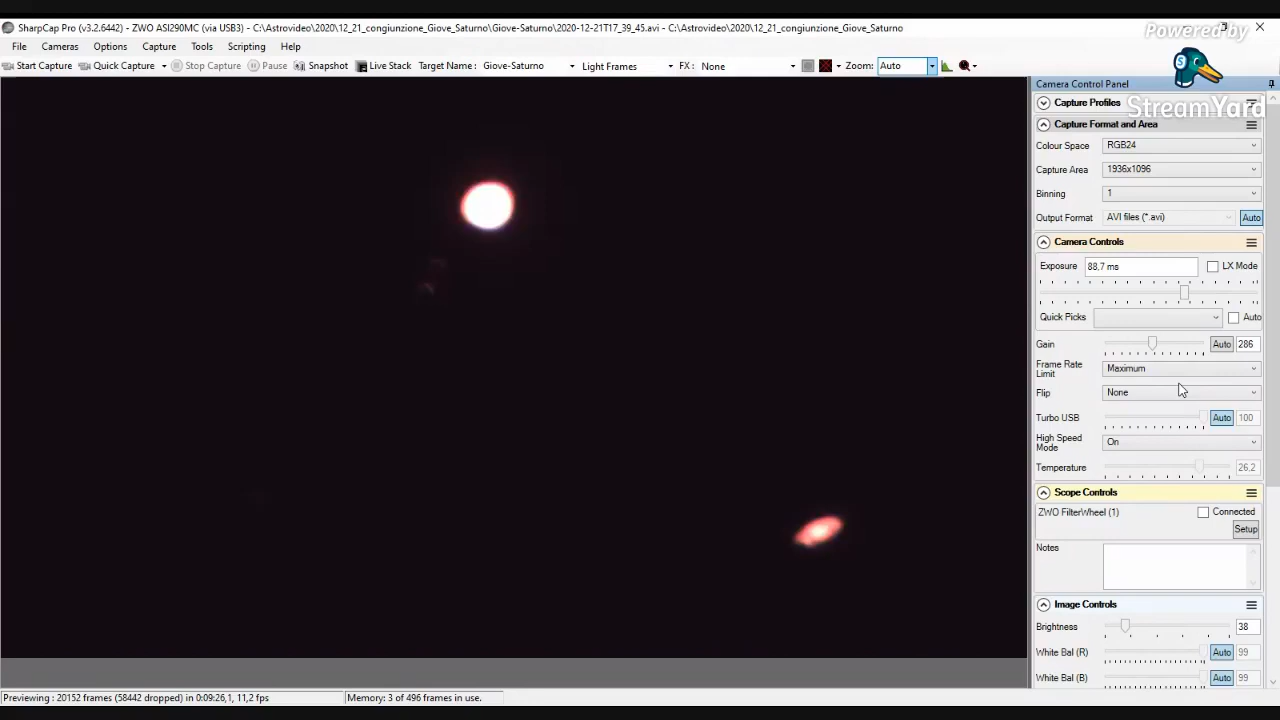 SharpCap Pro (v3.2.6442) - ZWO ASI290MC (via USB3) - C:\Astrovideo\2020\12_21_congiunzione_Giove_Saturno\Giove-Saturno\2020-12-21T17_39_45.avi - C:\Astrovideo\2020\12_21_congiunzione_Giove_Saturno
Powered by
StreamYard
File Cameras Options Capture Tools Scripting Help
Start Capture Quick Capture Stop Capture Pause Snapshot Live Stack Target Name: Giove-Saturno Light Frames FX: None Zoom: Auto
Camera Control Panel
Capture Profiles
Capture Format and Area
Colour Space RGB24
Capture Area 1936x1096
Binning 1
Output Format AVI files (*.avi) Auto
Camera Controls
Exposure 88,7 ms LX Mode
Quick Picks Auto
Gain Auto 286
Frame Rate
Limit Maximum
Flip None
Turbo USB Auto 100
High Speed
Mode On
Temperature 26,2
Scope Controls
ZWO FilterWheel (1) Connected
Setup
Notes
Image Controls
Brightness 38
White Bal (R) Auto 99
White Bal (B) Auto 99
Previewing : 20152 frames (58442 dropped) in 0:09:26,1, 11,2 fps Memory: 3 of 496 frames in use.